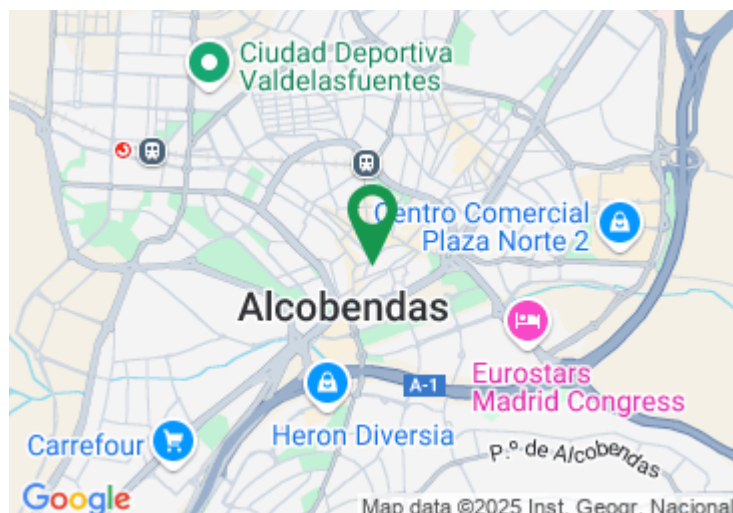 Ciudad Deportiva
Valdelasfuentes
Centro Comercial
Plaza Norte 2
Alcobendas
Eurostars
Madrid Congress
A-1
Heron Diversia
Carrefour
P.º de Alcobendas
Google
Map data ©2025 Inst. Geogr. Nacional